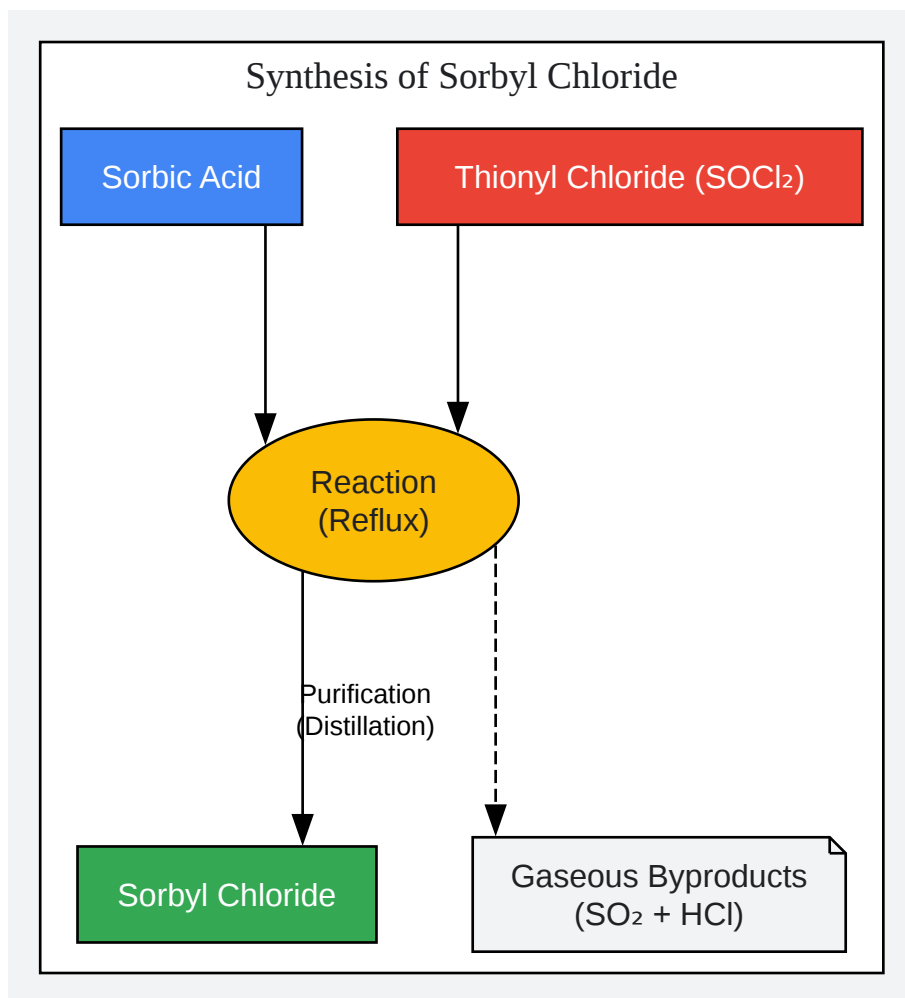 Synthesis of Sorbyl Chloride
Sorbic Acid
Thionyl Chloride (SOCl₂)
Reaction
(Reflux)
Purification
(Distillation)
Sorbyl Chloride
Gaseous Byproducts
(SO₂ + HCl)